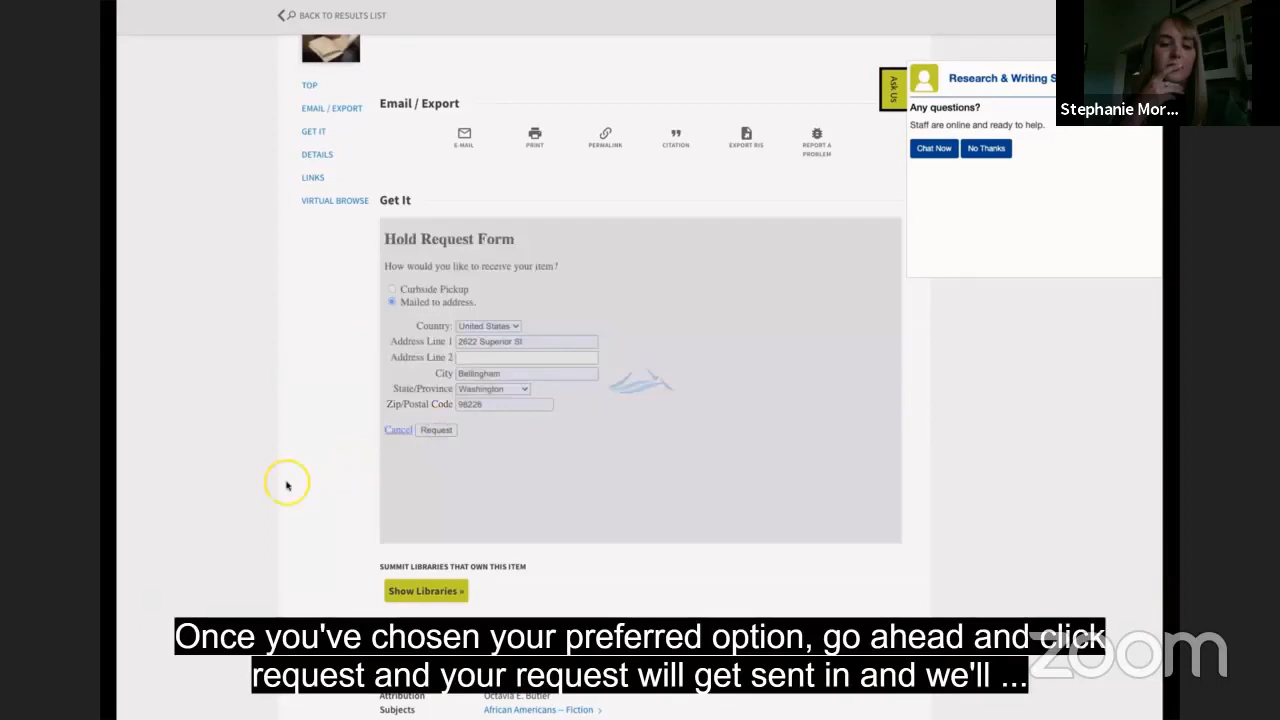 BACK TO RESULTS LIST
Stephanie Mor...
TOP
EMAIL / EXPORT
GET IT
DETAILS
LINKS
VIRTUAL BROWSE
Email / Export
E-MAIL
PRINT
PERMALINK
CITATION
EXPORT RIS
REPORT A
PROBLEM
Ask Us
Research & Writing S
Any questions?
Staff are online and ready to help.
Chat Now
No Thanks
Get It
Hold Request Form
How would you like to receive your item?
Curbside Pickup
Mailed to address.
Country: United States
Address Line 1 2622 Superior St
Address Line 2
City Bellingham
State/Province Washington
Zip/Postal Code 98226
Cancel Request
SUMMIT LIBRARIES THAT OWN THIS ITEM
Show Libraries »
Once you've chosen your preferred option, go ahead and click
request and your request will get sent in and we'll ...
zoom
Attribution Octavia E. Butler
Subjects African Americans -- Fiction >